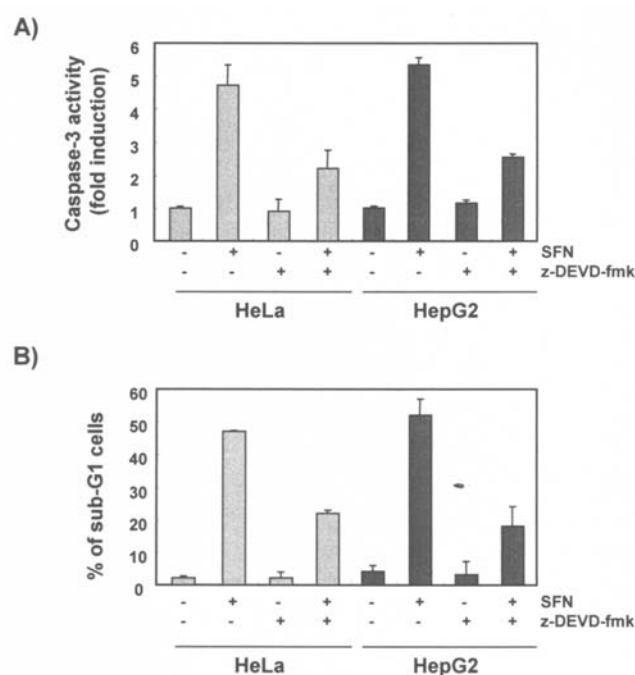 A)
Caspase-3 activity
(fold induction)
6
5
4
3
2
1
0
- + - + - + - + SFN
- - + + - - + + z-DEVD-fmk
HeLa HepG2
B)
% of sub-G1 cells
60
50
40
30
20
10
0
- + - + - + - + SFN
- - + + - - + + z-DEVD-fmk
HeLa HepG2